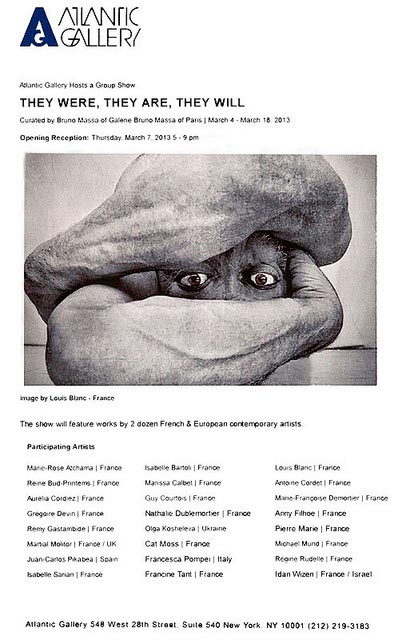 ATLANTIC
GALLERY
Atlantic Gallery Hosts a Group Show
THEY WERE, THEY ARE, THEY WILL
Curated by Bruno Massa of Galerie Bruno Massa of Paris | March 4 - March 18, 2013
Opening Reception: Thursday, March 7, 2013 5 - 9 pm
Image by Louis Blanc - France
The show will feature works by 2 dozen French & European contemporary artists.
Participating Artists
Marie-Rose Atchama | France
Reine Bud-Printems | France
Aurelia Cordiez | France
Gregoire Devin | France
Remy Gastambide | France
Martial Moktor | France / UK
Juan-Carlos Pikabea | Spain
Isabelle Sarian | France
Isabelle Bartoli | France
Marissa Calbet | France
Guy Courtois | France
Nathalie Dublemortier | France
Olga Kosheleva | Ukraine
Cat Moss | France
Francesca Pompei | Italy
Francine Tant | France
Louis Blanc | France
Antoine Cordet | France
Marie-Françoise Demortier | France
Anny Filhoe | France
Pierre Marie | France
Michael Mund | France
Regine Rudelle | France
Idan Wizen | France / Israel
Atlantic Gallery 548 West 28th Street, Suite 540 New York, NY 10001 (212) 219-3183